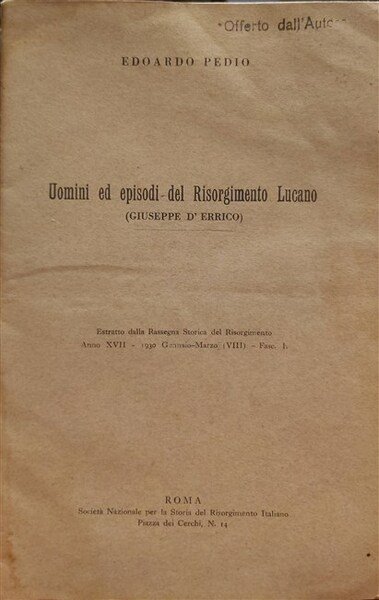 *Offerto dall'Autore
EDOARDO PEDIO
Uomini ed episodi del Risorgimento Lucano
(GIUSEPPE D' ERRICO)
Estratto dalla Rassegna Storica del Risorgimento
Anno XVII - 1930 Gennaio-Marzo (VIII) - Fasc. I.
ROMA
Società Nazionale per la Storia del Risorgimento Italiano
Piazza dei Cerchi, N. 14